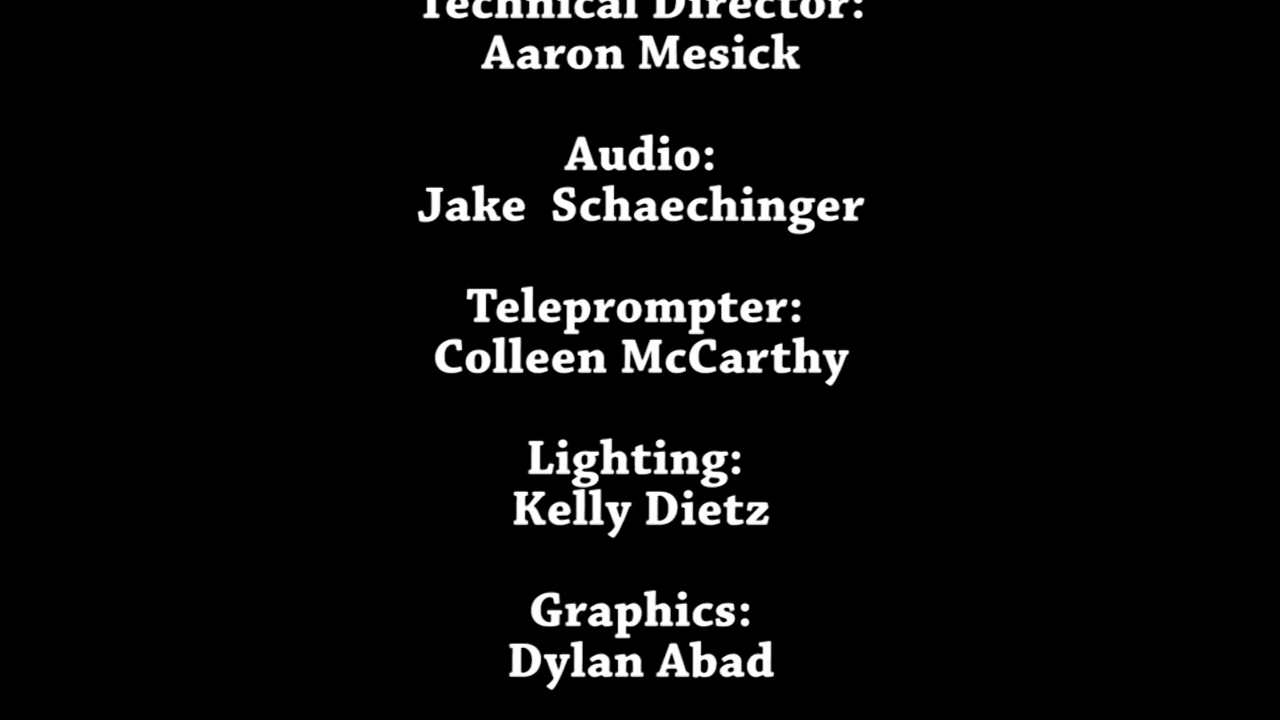 Technical Director:
Aaron Mesick
Audio:
Jake  Schaechinger
Teleprompter:
Colleen McCarthy
Lighting:
Kelly Dietz
Graphics:
Dylan Abad